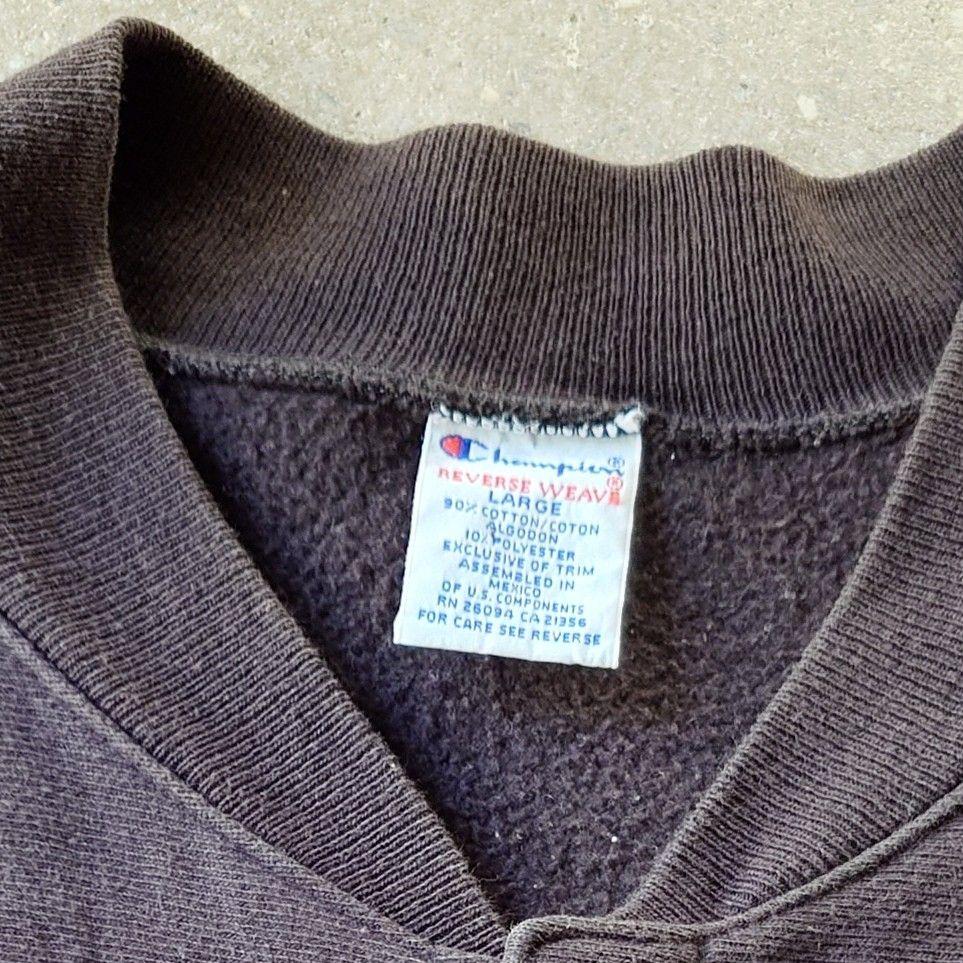 Champion®
REVERSE WEAVE®
LARGE
90% COTTON/COTON
ALGODON
10% POLYESTER
EXCLUSIVE OF TRIM
ASSEMBLED IN
MEXICO
OF U.S. COMPONENTS
RN 26094 CA 21356
FOR CARE SEE REVERSE